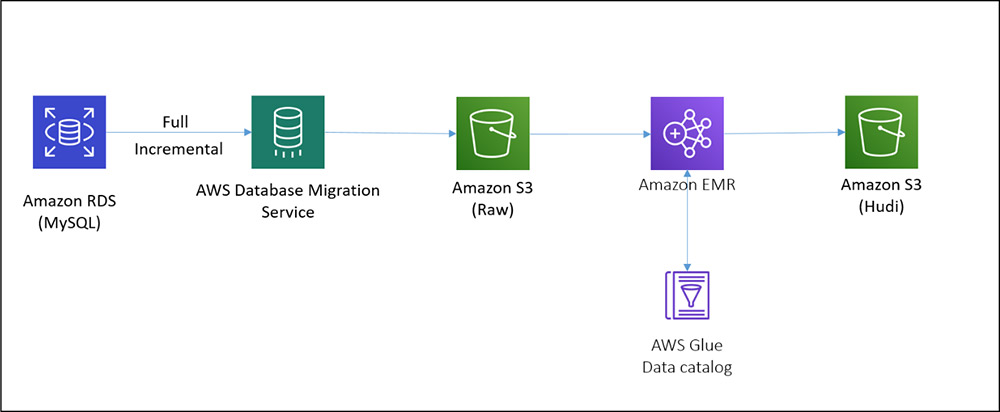 Full
Incremental
Amazon RDS
(MySQL)
AWS Database Migration
Service
Amazon S3
(Raw)
Amazon EMR
Amazon S3
(Hudi)
AWS Glue
Data catalog